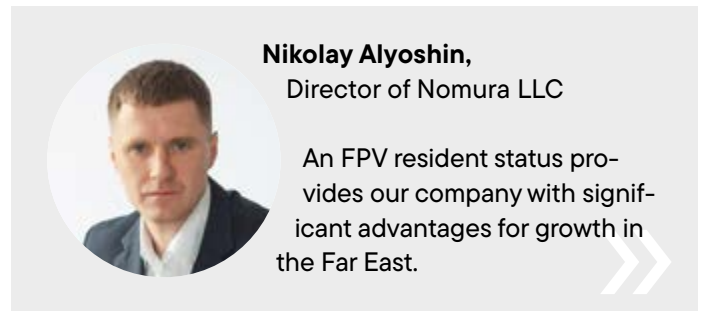 Nikolay Alyoshin,
Director of Nomura LLC
An FPV resident status pro-
vides our company with signif-
icant advantages for growth in
the Far East.